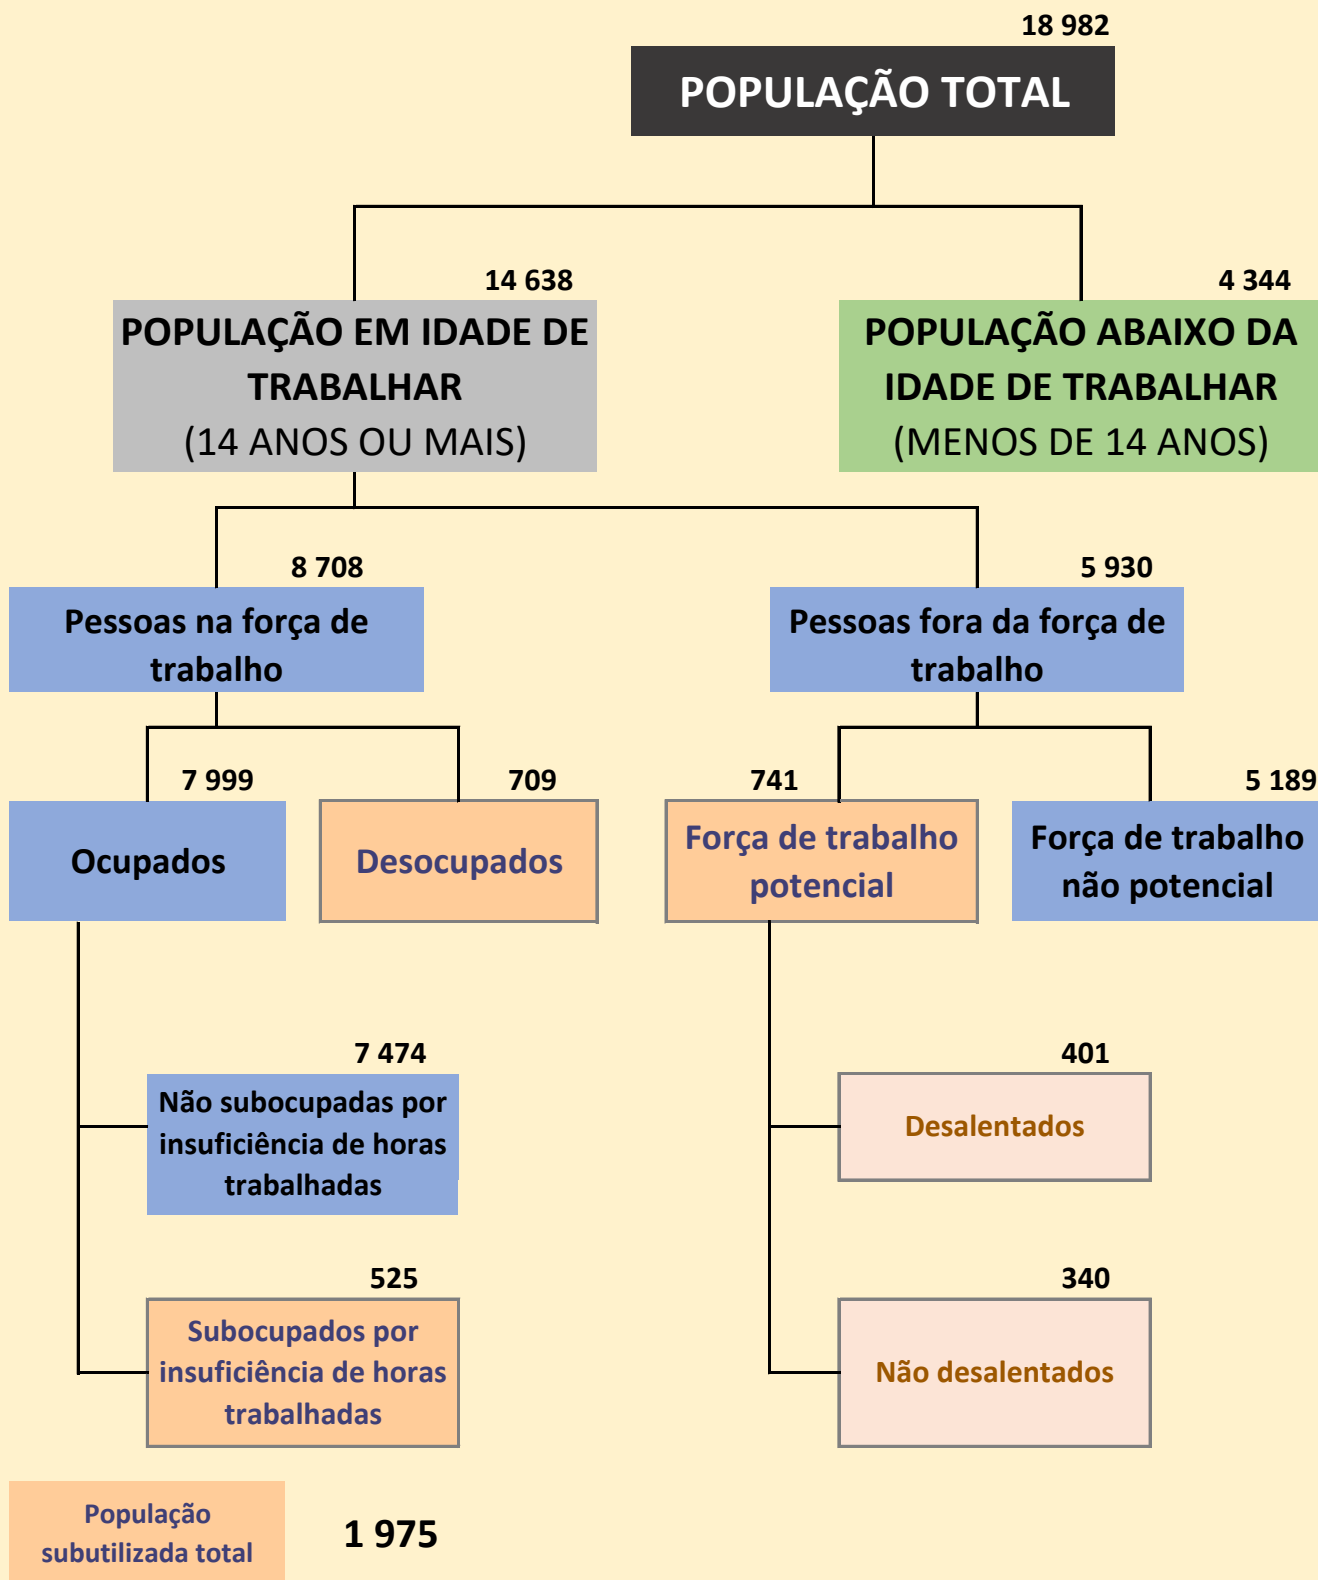 18 982
POPULAÇÃO TOTAL
14 638
POPULAÇÃO EM IDADE DE
TRABALHAR
(14 ANOS OU MAIS)
4 344
POPULAÇÃO ABAIXO DA
IDADE DE TRABALHAR
(MENOS DE 14 ANOS)
8 708
Pessoas na força de
trabalho
5 930
Pessoas fora da força de
trabalho
7 999
Ocupados
709
Desocupados
741
Força de trabalho
potencial
5 189
Força de trabalho
não potencial
7 474
Não subocupadas por
insuficiência de horas
trabalhadas
401
Desalentados
525
Subocupados por
insuficiência de horas
trabalhadas
340
Não desalentados
População
subutilizada total
1 975